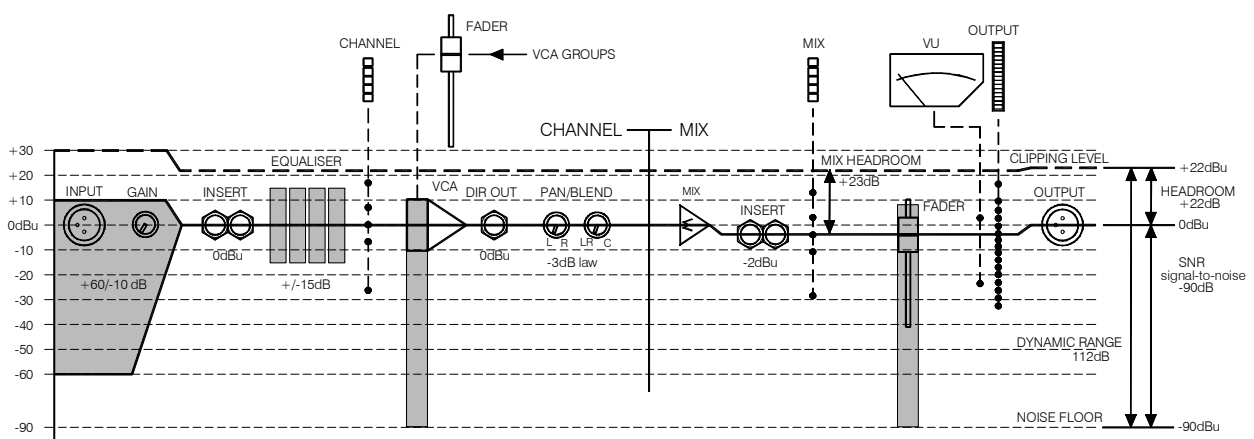 OUTPUT
FADER
CHANNEL
MIX
VU
VCA GROUPS
CHANNEL
MIX
+30
EQUALISER
MIX HEADROOM
+23dB
CLIPPING LEVEL
+22dBu
+20
INPUT
GAIN
INSERT
VCA
DIR OUT
PAN/BLEND
MIX
OUTPUT
HEADROOM
+22dB
+10
INSERT
FADER
0dBu
0dBu
L R
LR C
-10
0dBu
0dBu
-3dB law
-2dBu
SNR
signal-to-noise
-90dB
-20
+60/-10 dB
+/-15dB
-30
-40
-50
DYNAMIC RANGE
112dB
-60
-90
NOISE FLOOR
-90dBu